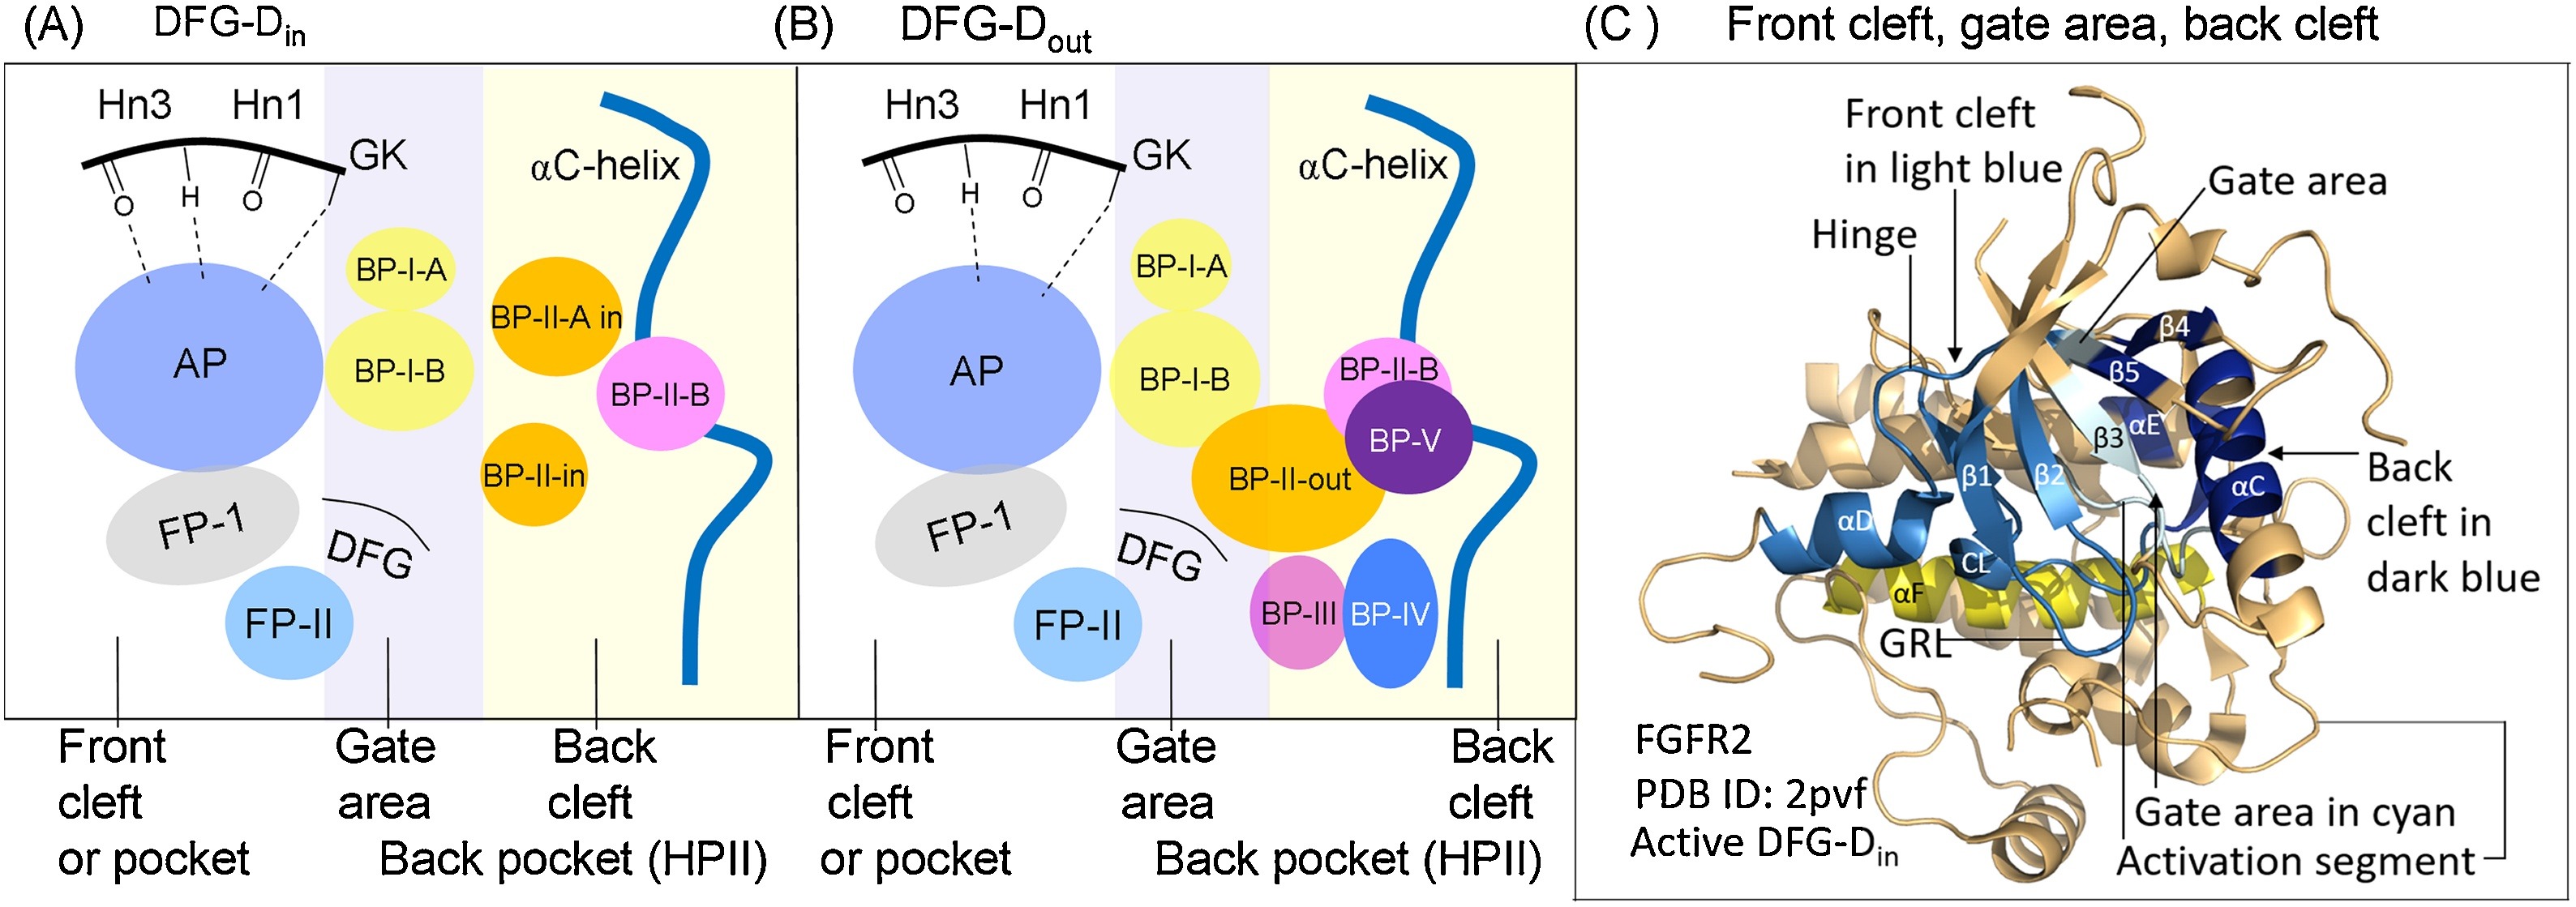 (A) DFG-Din
Hn3 Hn1
GK
O H O
αC-helix
BP-I-A
BP-II-A in
AP
BP-I-B
BP-II-B
BP-II-in
FP-1
DFG
FP-II
Front
cleft
or pocket
Gate
area
Back
cleft
Back pocket (HPII)
(B) DFG-Dout
Hn3 Hn1
GK
O H O
αC-helix
BP-I-A
AP
BP-I-B
BP-II-B
BP-V
BP-II-out
FP-1
DFG
FP-II
BP-III
BP-IV
Front
cleft
or pocket
Gate
area
Back
cleft
Back pocket (HPII)
(C ) Front cleft, gate area, back cleft
Front cleft
in light blue
Gate area
Hinge
β4
β5
αE
β3
β1
β2
αC
Back
cleft in
dark blue
αD
CL
αF
GRL
FGFR2
PDB ID: 2pvf
Active DFG-Din
Gate area in cyan
Activation segment